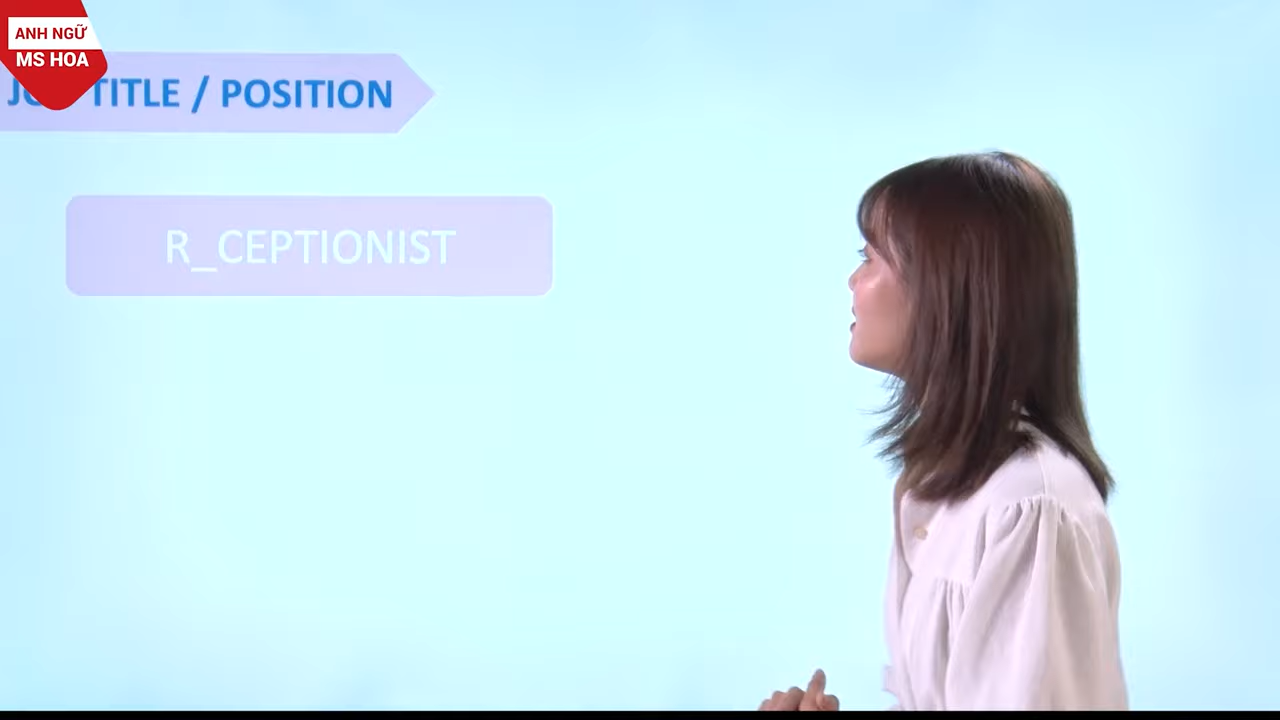 ANH NGỮ
MS HOA
TITLE / POSITION
R_CEPTIONIST